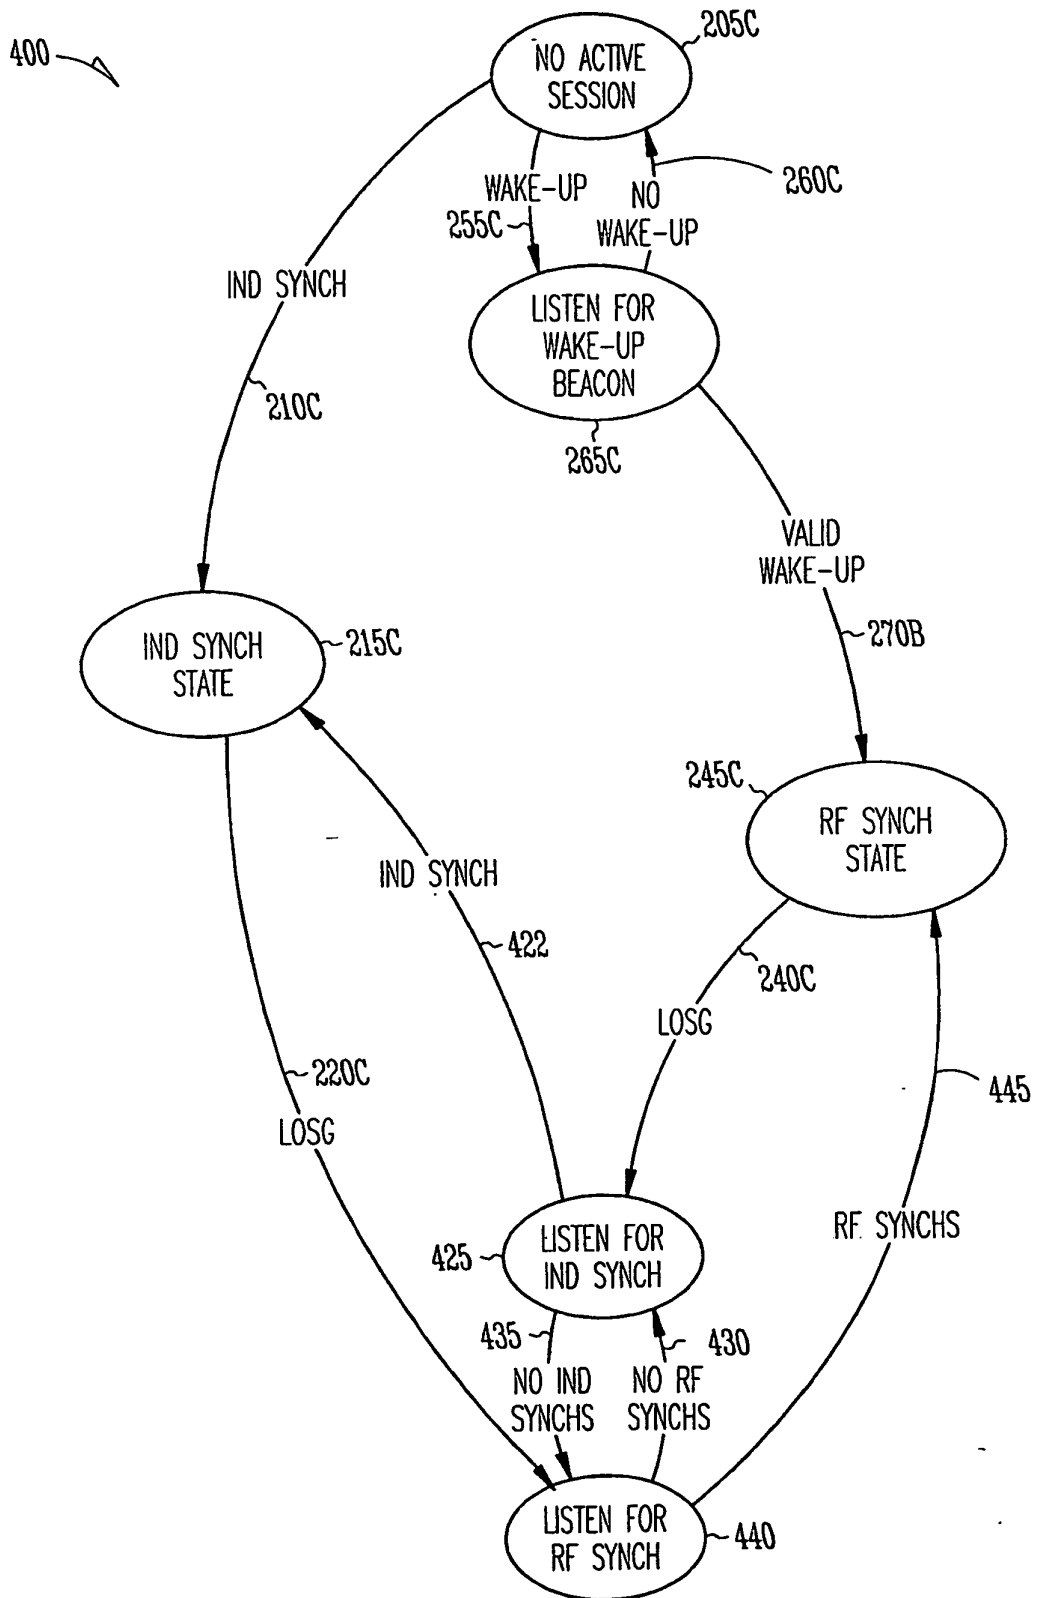 400
205C
NO ACTIVE
SESSION
WAKE-UP
255C
NO
WAKE-UP
260C
IND SYNCH
210C
LISTEN FOR
WAKE-UP
BEACON
265C
VALID
WAKE-UP
270B
IND SYNCH
STATE
215C
245C
RF SYNCH
STATE
IND SYNCH
422
240C
LOSG
220C
LOSG
445
RF SYNCHS
425
LISTEN FOR
IND SYNCH
435
NO IND
SYNCHS
430
NO RF
SYNCHS
LISTEN FOR
RF SYNCH
440